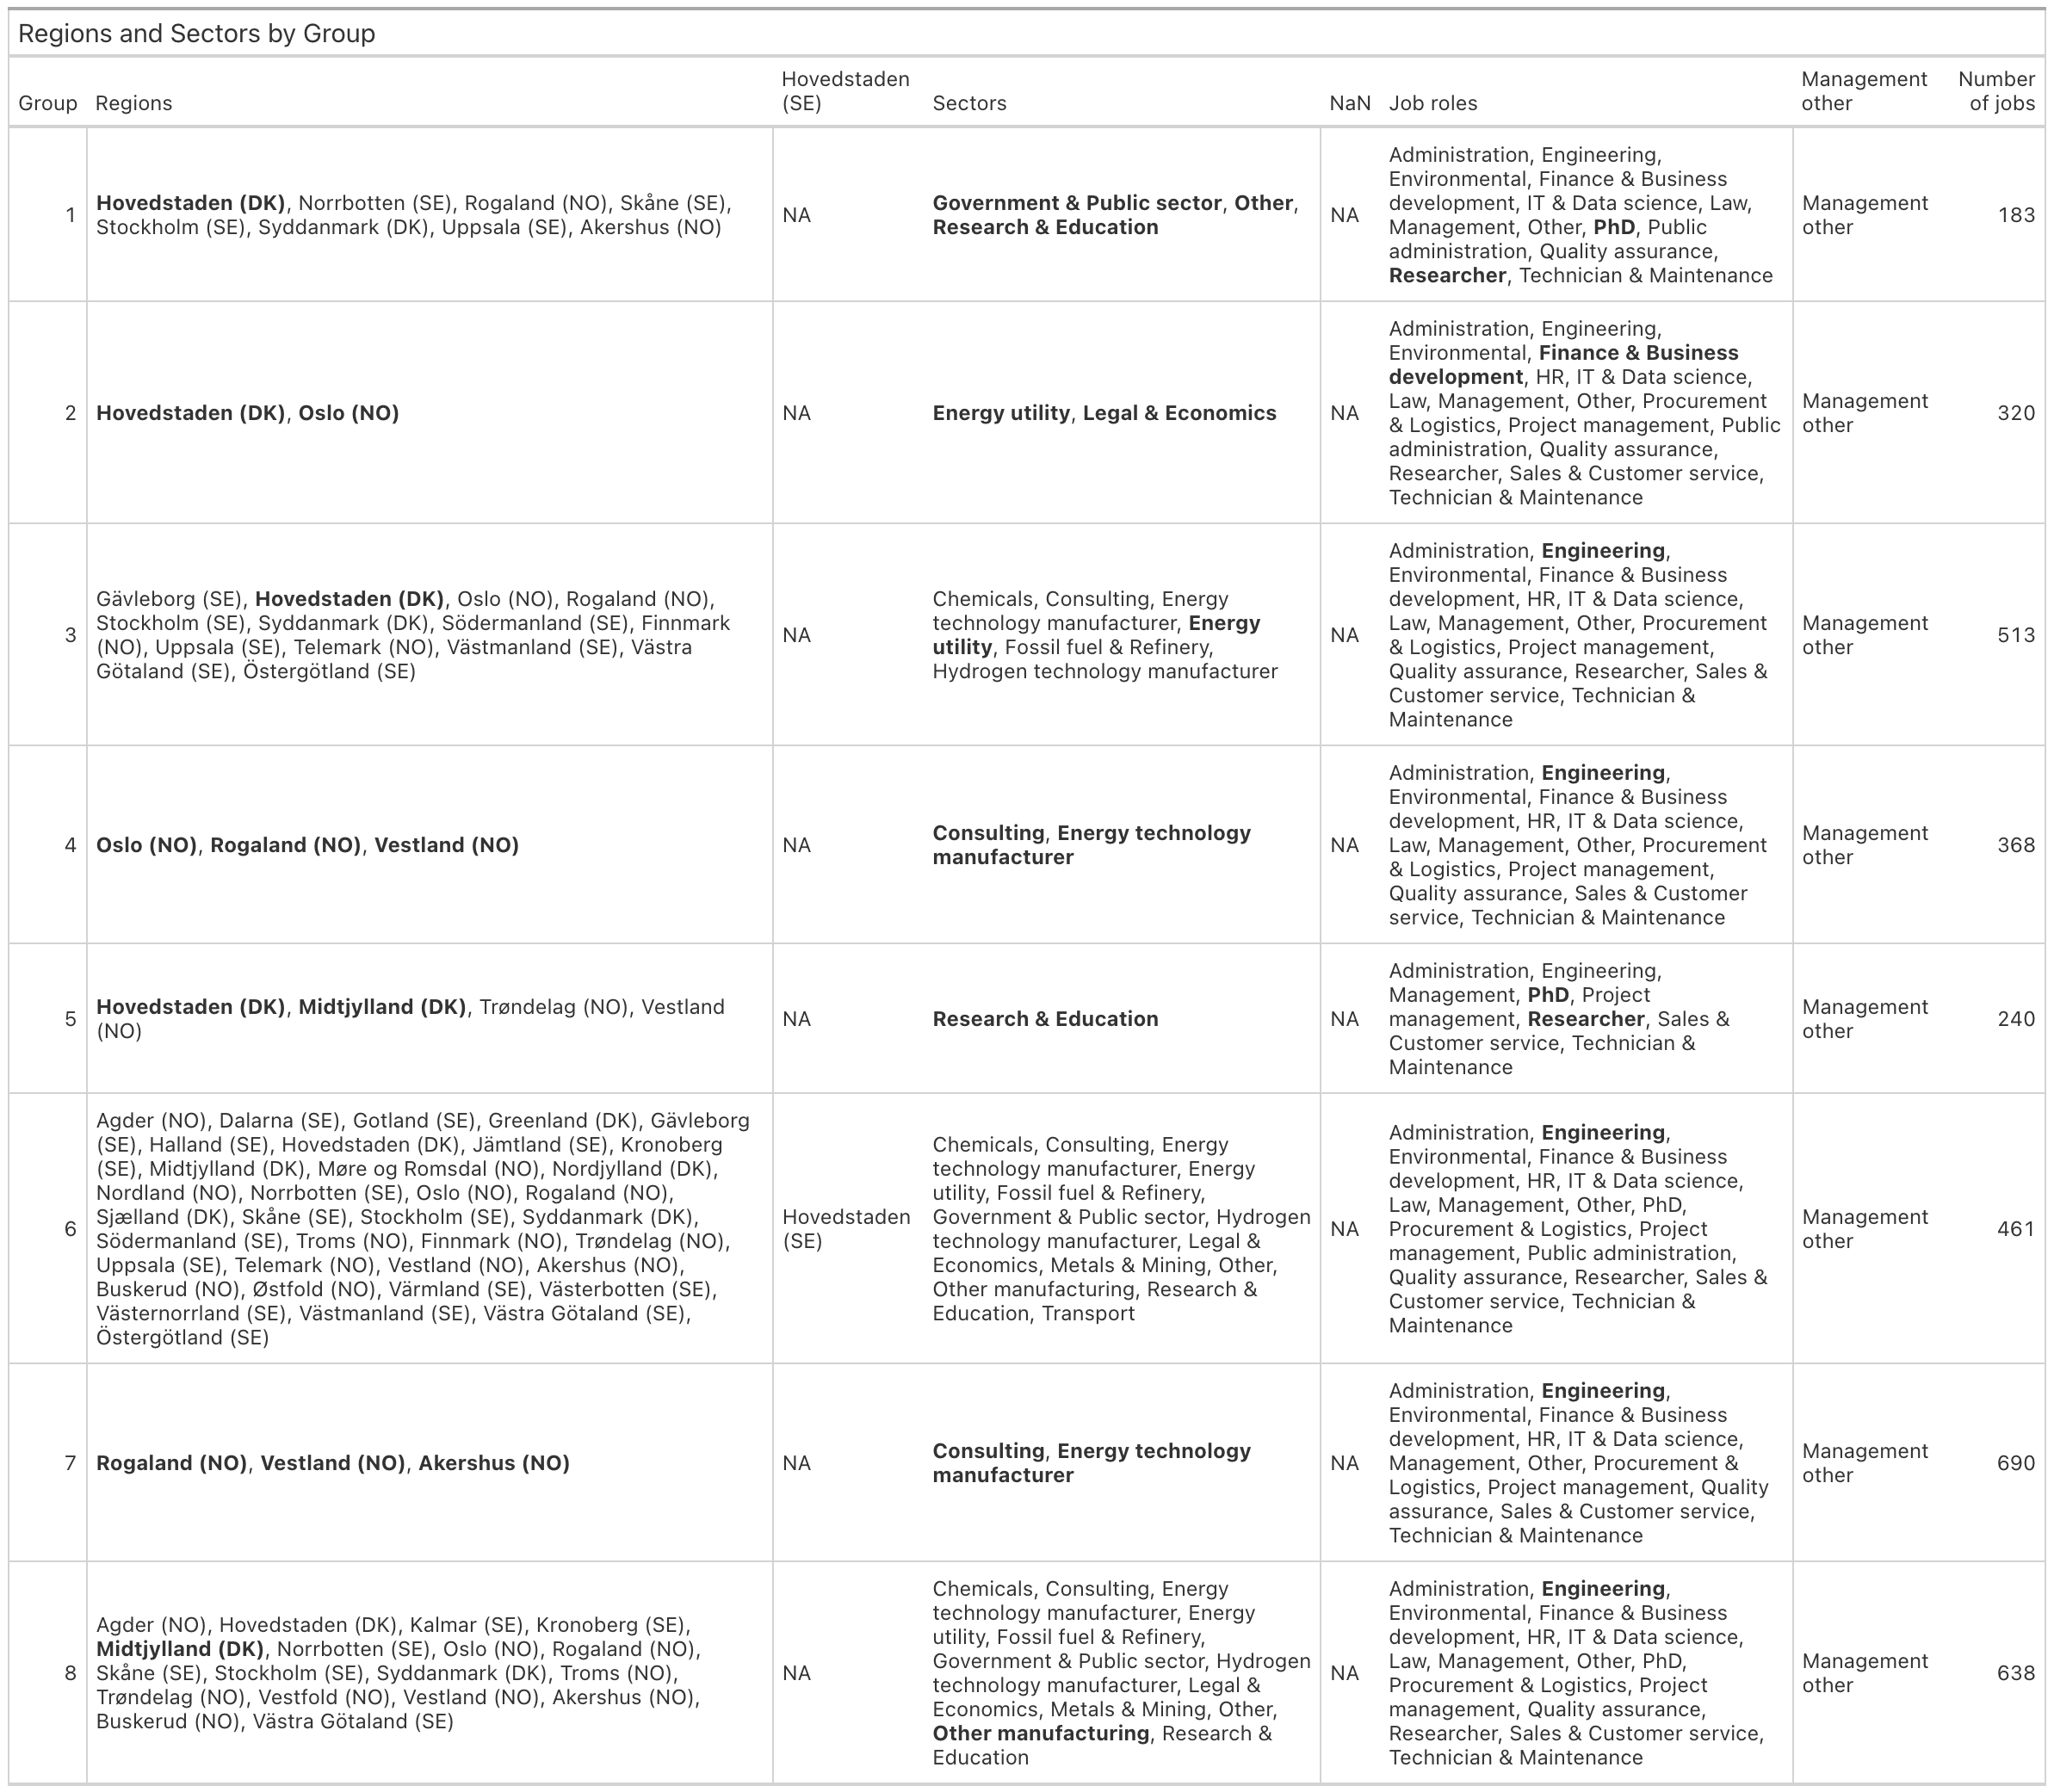 Regions and Sectors by Group
Group Regions Hovedstaden (SE) Sectors NaN Job roles Management other Number of jobs
1
Hovedstaden (DK), Norrbotten (SE), Rogaland (NO), Skåne (SE),
Stockholm (SE), Syddanmark (DK), Uppsala (SE), Akershus (NO)
NA
Government & Public sector, Other,
Research & Education
NA
Administration, Engineering,
Environmental, Finance & Business
development, IT & Data science, Law,
Management, Other, PhD, Public
administration, Quality assurance,
Researcher, Technician & Maintenance
Management
other
183
2
Hovedstaden (DK), Oslo (NO)
NA
Energy utility, Legal & Economics
NA
Administration, Engineering,
Environmental, Finance & Business
development, HR, IT & Data science,
Law, Management, Other, Procurement
& Logistics, Project management, Public
administration, Quality assurance,
Researcher, Sales & Customer service,
Technician & Maintenance
Management
other
320
3
Gävleborg (SE), Hovedstaden (DK), Oslo (NO), Rogaland (NO),
Stockholm (SE), Syddanmark (DK), Södermanland (SE), Finnmark
(NO), Uppsala (SE), Telemark (NO), Västmanland (SE), Västra
Götaland (SE), Östergötland (SE)
NA
Chemicals, Consulting, Energy
technology manufacturer, Energy
utility, Fossil fuel & Refinery,
Hydrogen technology manufacturer
NA
Administration, Engineering,
Environmental, Finance & Business
development, HR, IT & Data science,
Law, Management, Other, Procurement
& Logistics, Project management,
Quality assurance, Researcher, Sales &
Customer service, Technician &
Maintenance
Management
other
513
4
Oslo (NO), Rogaland (NO), Vestland (NO)
NA
Consulting, Energy technology
manufacturer
NA
Administration, Engineering,
Environmental, Finance & Business
development, HR, IT & Data science,
Law, Management, Other, Procurement
& Logistics, Project management,
Quality assurance, Sales & Customer
service, Technician & Maintenance
Management
other
368
5
Hovedstaden (DK), Midtjylland (DK), Trøndelag (NO), Vestland
(NO)
NA
Research & Education
NA
Administration, Engineering,
Management, PhD, Project
management, Researcher, Sales &
Customer service, Technician &
Maintenance
Management
other
240
6
Agder (NO), Dalarna (SE), Gotland (SE), Greenland (DK), Gävleborg
(SE), Halland (SE), Hovedstaden (DK), Jämtland (SE), Kronoberg
(SE), Midtjylland (DK), Møre og Romsdal (NO), Nordjylland (DK),
Nordland (NO), Norrbotten (SE), Oslo (NO), Rogaland (NO),
Sjælland (DK), Skåne (SE), Stockholm (SE), Syddanmark (DK),
Södermanland (SE), Troms (NO), Finnmark (NO), Trøndelag (NO),
Uppsala (SE), Telemark (NO), Vestland (NO), Akershus (NO),
Buskerud (NO), Østfold (NO), Värmland (SE), Västerbotten (SE),
Västernorrland (SE), Västmanland (SE), Västra Götaland (SE),
Östergötland (SE)
Hovedstaden
(SE)
Chemicals, Consulting, Energy
technology manufacturer, Energy
utility, Fossil fuel & Refinery,
Government & Public sector, Hydrogen
technology manufacturer, Legal &
Economics, Metals & Mining, Other,
Other manufacturing, Research &
Education, Transport
NA
Administration, Engineering,
Environmental, Finance & Business
development, HR, IT & Data science,
Law, Management, Other, PhD,
Procurement & Logistics, Project
management, Public administration,
Quality assurance, Researcher, Sales &
Customer service, Technician &
Maintenance
Management
other
461
7
Rogaland (NO), Vestland (NO), Akershus (NO)
NA
Consulting, Energy technology
manufacturer
NA
Administration, Engineering,
Environmental, Finance & Business
development, HR, IT & Data science,
Management, Other, Procurement &
Logistics, Project management, Quality
assurance, Sales & Customer service,
Technician & Maintenance
Management
other
690
8
Agder (NO), Hovedstaden (DK), Kalmar (SE), Kronoberg (SE),
Midtjylland (DK), Norrbotten (SE), Oslo (NO), Rogaland (NO),
Skåne (SE), Stockholm (SE), Syddanmark (DK), Troms (NO),
Trøndelag (NO), Vestfold (NO), Vestland (NO), Akershus (NO),
Buskerud (NO), Västra Götaland (SE)
NA
Chemicals, Consulting, Energy
technology manufacturer, Energy
utility, Fossil fuel & Refinery,
Government & Public sector, Hydrogen
technology manufacturer, Legal &
Economics, Metals & Mining, Other,
Other manufacturing, Research &
Education
NA
Administration, Engineering,
Environmental, Finance & Business
development, HR, IT & Data science,
Law, Management, Other, PhD,
Procurement & Logistics, Project
management, Quality assurance,
Researcher, Sales & Customer service,
Technician & Maintenance
Management
other
638